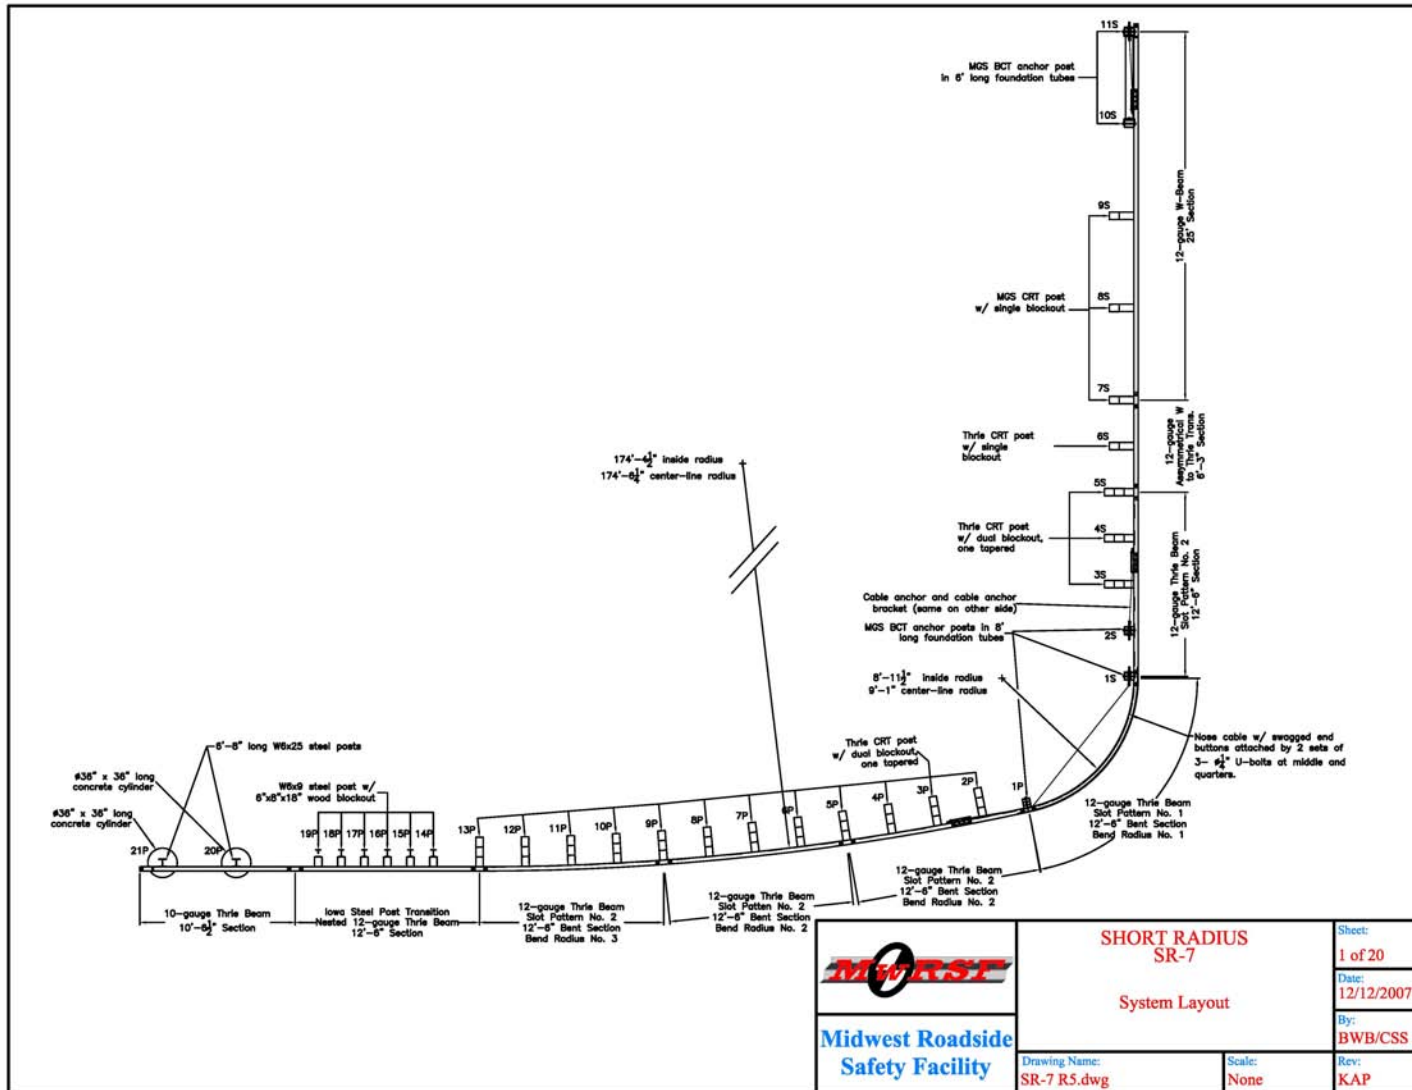 11S
MGS BCT anchor post
in 6' long foundation tubes
10S
12-gauge W-Beam
25' Section
9S
MGS CRT post
w/ single blockout
8S
7S
12-gauge
Assymmetrical W
to Thrie Trans.
6'-3" Section
Thrie CRT post
w/ single
blockout
6S
174'-4½" inside radius
174'-6¼" center-line radius
5S
Thrie CRT post
w/ dual blockout,
one tapered
4S
3S
12-gauge Thrie Beam
Slot Pattern No. 2
12'-6" Section
Cable anchor and cable anchor
bracket (same on other side)
MGS BCT anchor posts in 8'
long foundation tubes
2S
1S
8'-11½" inside radius
9'-1" center-line radius
Nose cable w/ swagged end
buttons attached by 2 sets of
3- ø¼" U-bolts at middle and
quarters.
6'-8" long W6x25 steel posts
ø36" x 36" long
concrete cylinder
ø36" x 36" long
concrete cylinder
W6x9 steel post w/
6"x8"x18" wood blockout
Thrie CRT post
w/ dual blockout,
one tapered
21P
20P
19P
18P
17P
16P
15P
14P
13P
12P
11P
10P
9P
8P
7P
6P
5P
4P
3P
2P
1P
12-gauge Thrie Beam
Slot Pattern No. 1
12'-6" Bent Section
Bend Radius No. 1
12-gauge Thrie Beam
Slot Pattern No. 2
12'-6" Bent Section
Bend Radius No. 2
12-gauge Thrie Beam
Slot Patten No. 2
12'-6" Bent Section
Bend Radius No. 2
12-gauge Thrie Beam
Slot Pattern No. 2
12'-6" Bent Section
Bend Radius No. 3
Iowa Steel Post Transition
Nested 12-gauge Thrie Beam
12'-6" Section
10-gauge Thrie Beam
10'-6½" Section
MwRSF
Midwest Roadside
Safety Facility
SHORT RADIUS
SR-7
System Layout
Sheet:
1 of 20
Date:
12/12/2007
By:
BWB/CSS
Drawing Name:
SR-7 R5.dwg
Scale:
None
Rev:
KAP